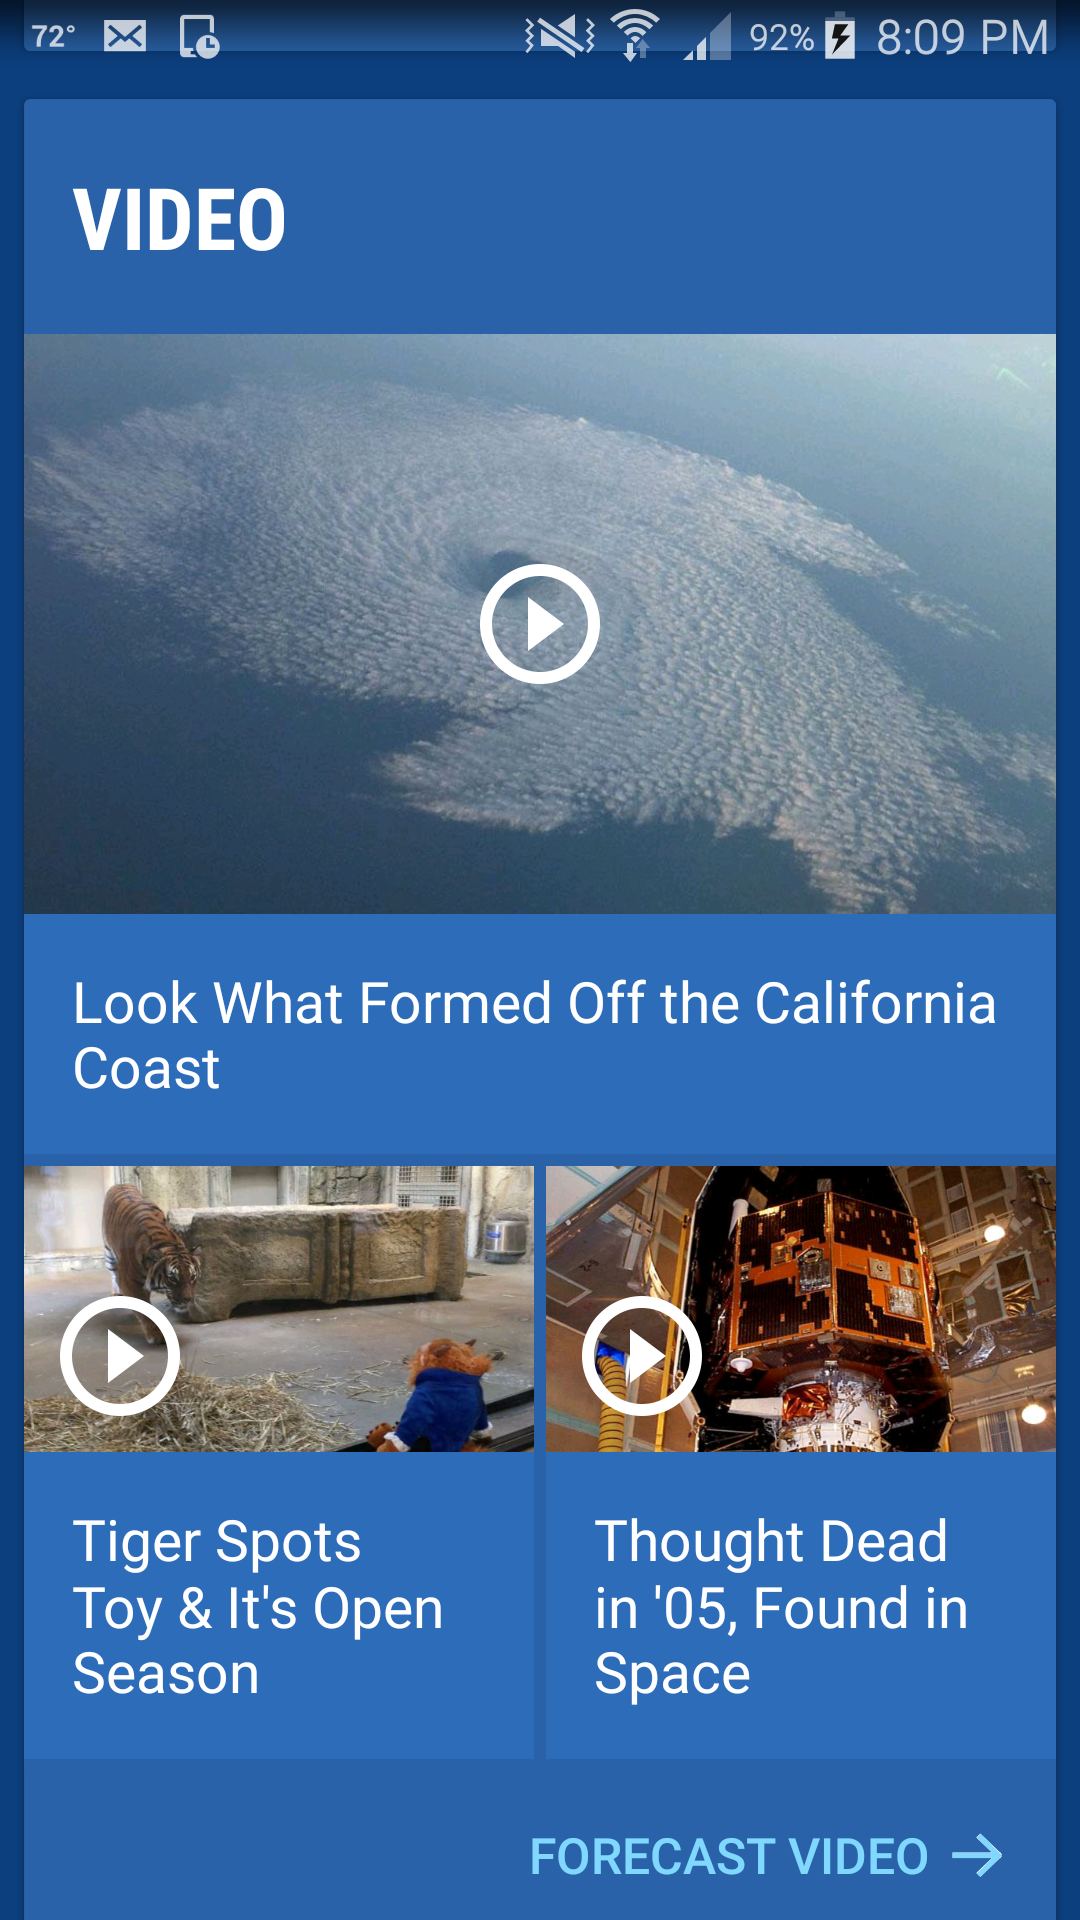 72°
92%
8:09 PM
VIDEO
Look What Formed Off the California
Coast
Tiger Spots
Toy & It's Open
Season
Thought Dead
in '05, Found in
Space
FORECAST VIDEO